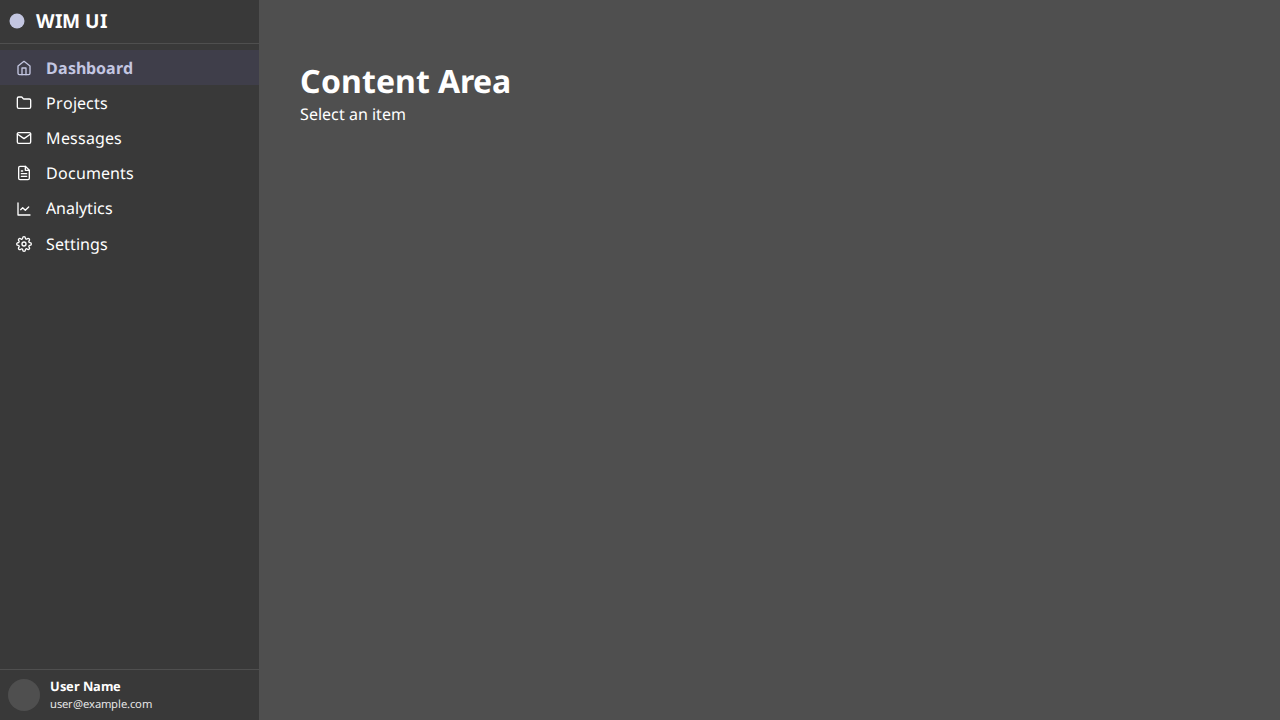 WIM UI
Dashboard
Projects
Messages
Documents
Analytics
Settings
User Name
user@example.com
Content Area
Select an item